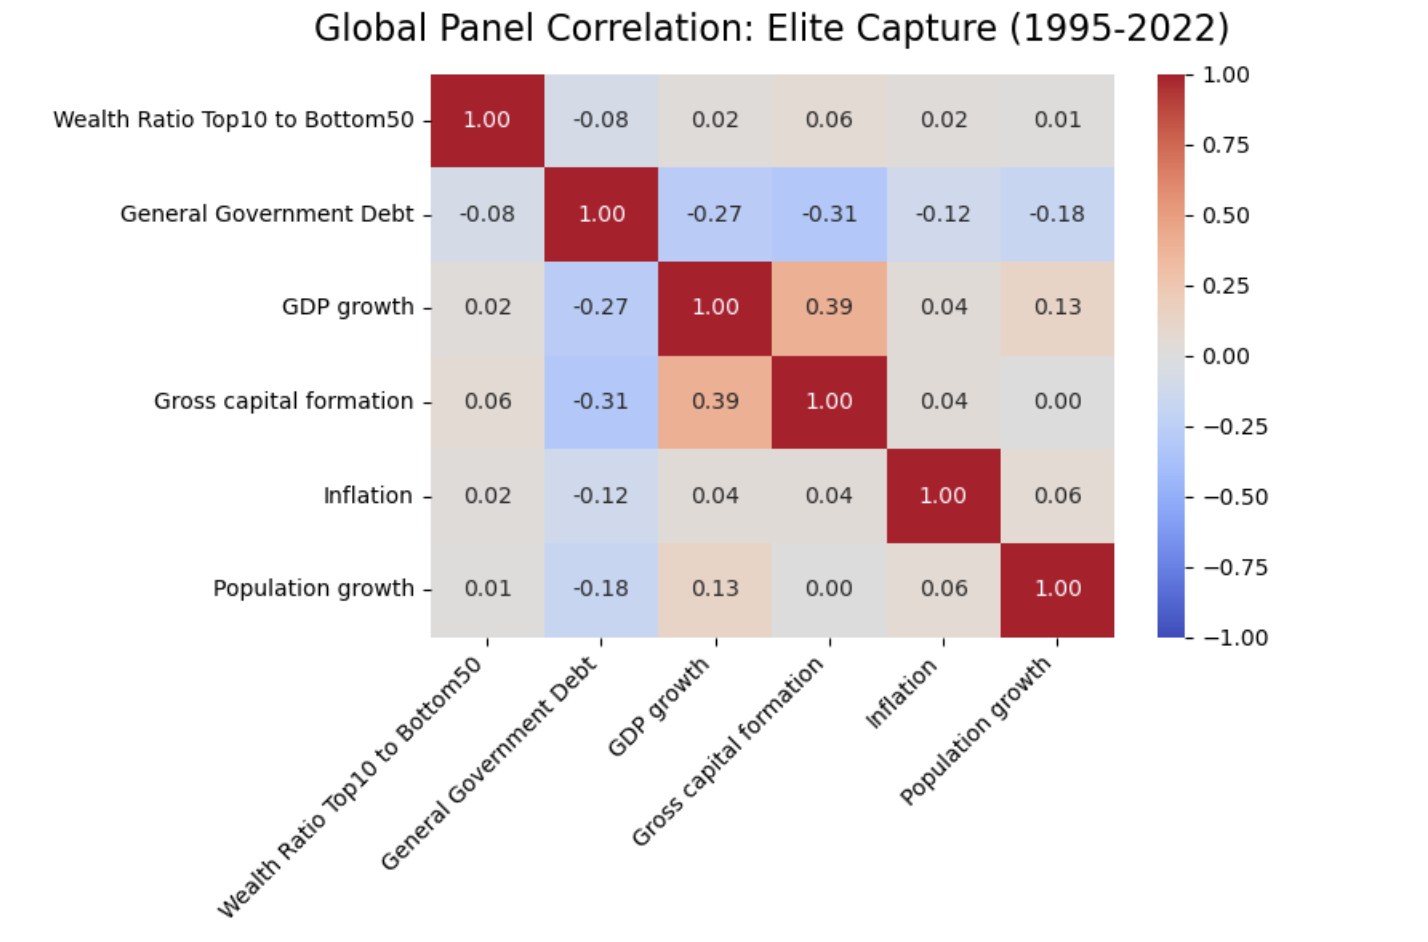 Global Panel Correlation: Elite Capture (1995-2022)
Wealth Ratio Top10 to Bottom50 1.00 -0.08 0.02 0.06 0.02 0.01
General Government Debt -0.08 1.00 -0.27 -0.31 -0.12 -0.18
GDP growth 0.02 -0.27 1.00 0.39 0.04 0.13
Gross capital formation 0.06 -0.31 0.39 1.00 0.04 0.00
Inflation 0.02 -0.12 0.04 0.04 1.00 0.06
Population growth 0.01 -0.18 0.13 0.00 0.06 1.00
Wealth Ratio Top10 to Bottom50
General Government Debt
GDP growth
Gross capital formation
Inflation
Population growth
1.00
0.75
0.50
0.25
0.00
−0.25
−0.50
−0.75
−1.00